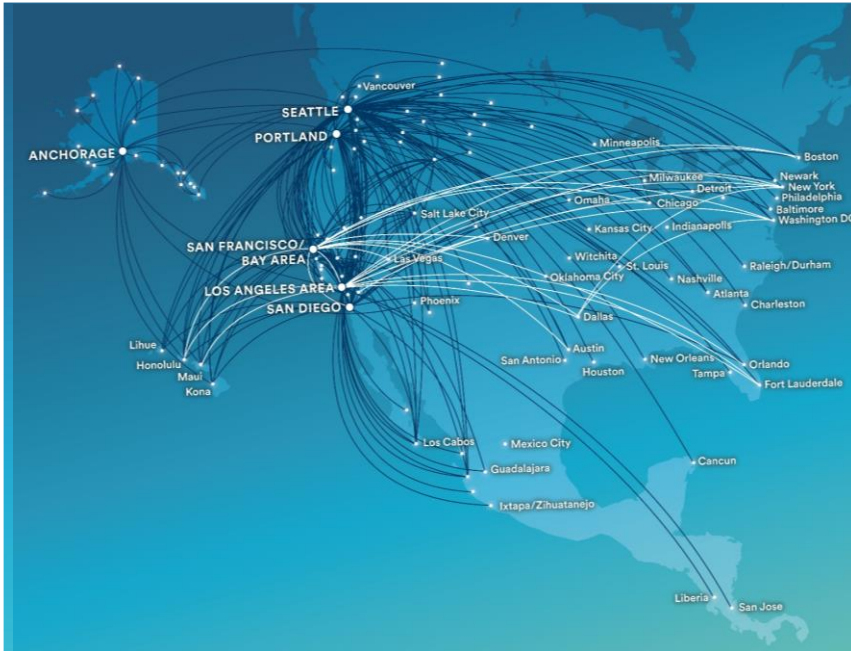 Vancouver
SEATTLE
PORTLAND
ANCHORAGE
Minneapolis
Boston
Milwaukee
Newark
Detroit
New York
Omaha
Chicago
Philadelphia
Baltimore
Salt Lake City
Washington DC
Kansas City
Indianapolis
Denver
SAN FRANCISCO/
BAY AREA
Las Vegas
Witchita
St. Louis
Raleigh/Durham
Oklahoma City
Nashville
LOS ANGELES AREA
Phoenix
Atlanta
SAN DIEGO
Charleston
Dallas
Lihue
Honolulu
Maui
Kona
Austin
San Antonio
Houston
New Orleans
Orlando
Tampa
Fort Lauderdale
Los Cabos
Mexico City
Guadalajara
Cancun
Ixtapa/Zihuatanejo
Liberia
San Jose